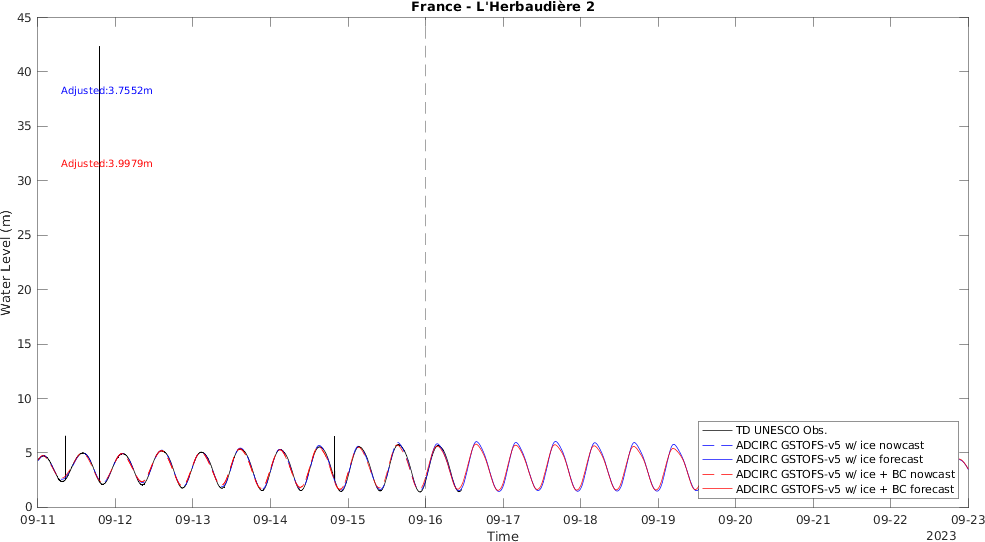 France - L'Herbaudière 2
45
40
35
30
25
20
15
10
5
0
Water Level (m)
Adjusted:3.7552m
Adjusted:3.9979m
TD UNESCO Obs.
ADCIRC GSTOFS-v5 w/ ice nowcast
ADCIRC GSTOFS-v5 w/ ice forecast
ADCIRC GSTOFS-v5 w/ ice + BC nowcast
ADCIRC GSTOFS-v5 w/ ice + BC forecast
09-11 09-12 09-13 09-14 09-15 09-16 09-17 09-18 09-19 09-20 09-21 09-22 09-23
Time
2023